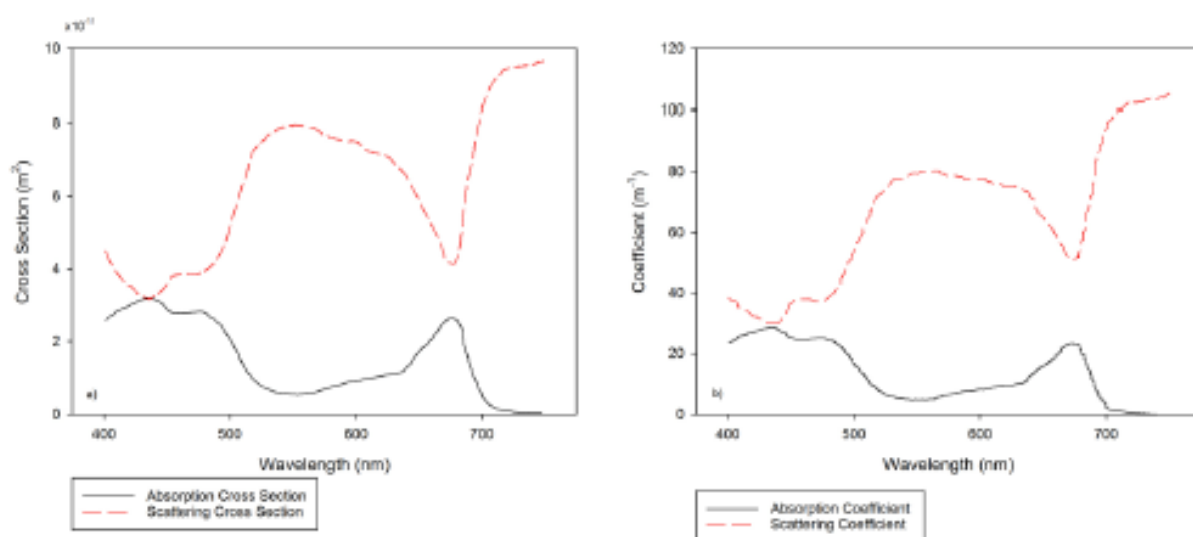 10
8
6
4
2
0
Cross Section (m²)
a)
400 500 600 700
Wavelength (nm)
Absorption Cross Section
Scattering Cross Section
120
100
80
60
40
20
0
Coefficient (m⁻¹)
b)
400 500 600 700
Wavelength (nm)
Absorption Coefficient
Scattering Coefficient